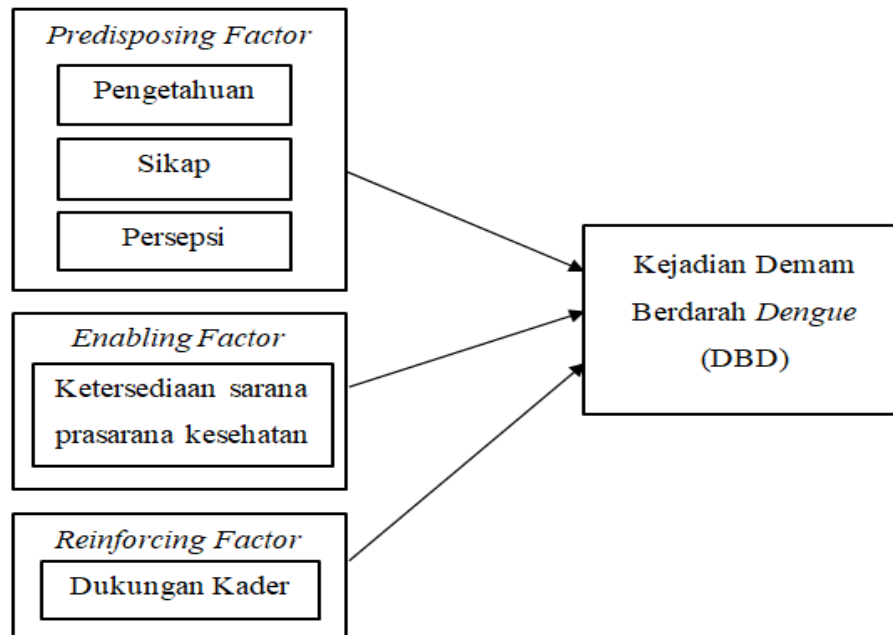 Predisposing Factor
Pengetahuan
Sikap
Persepsi
Enabling Factor
Ketersediaan sarana
prasarana kesehatan
Reinforcing Factor
Dukungan Kader
Kejadian Demam
Berdarah Dengue
(DBD)